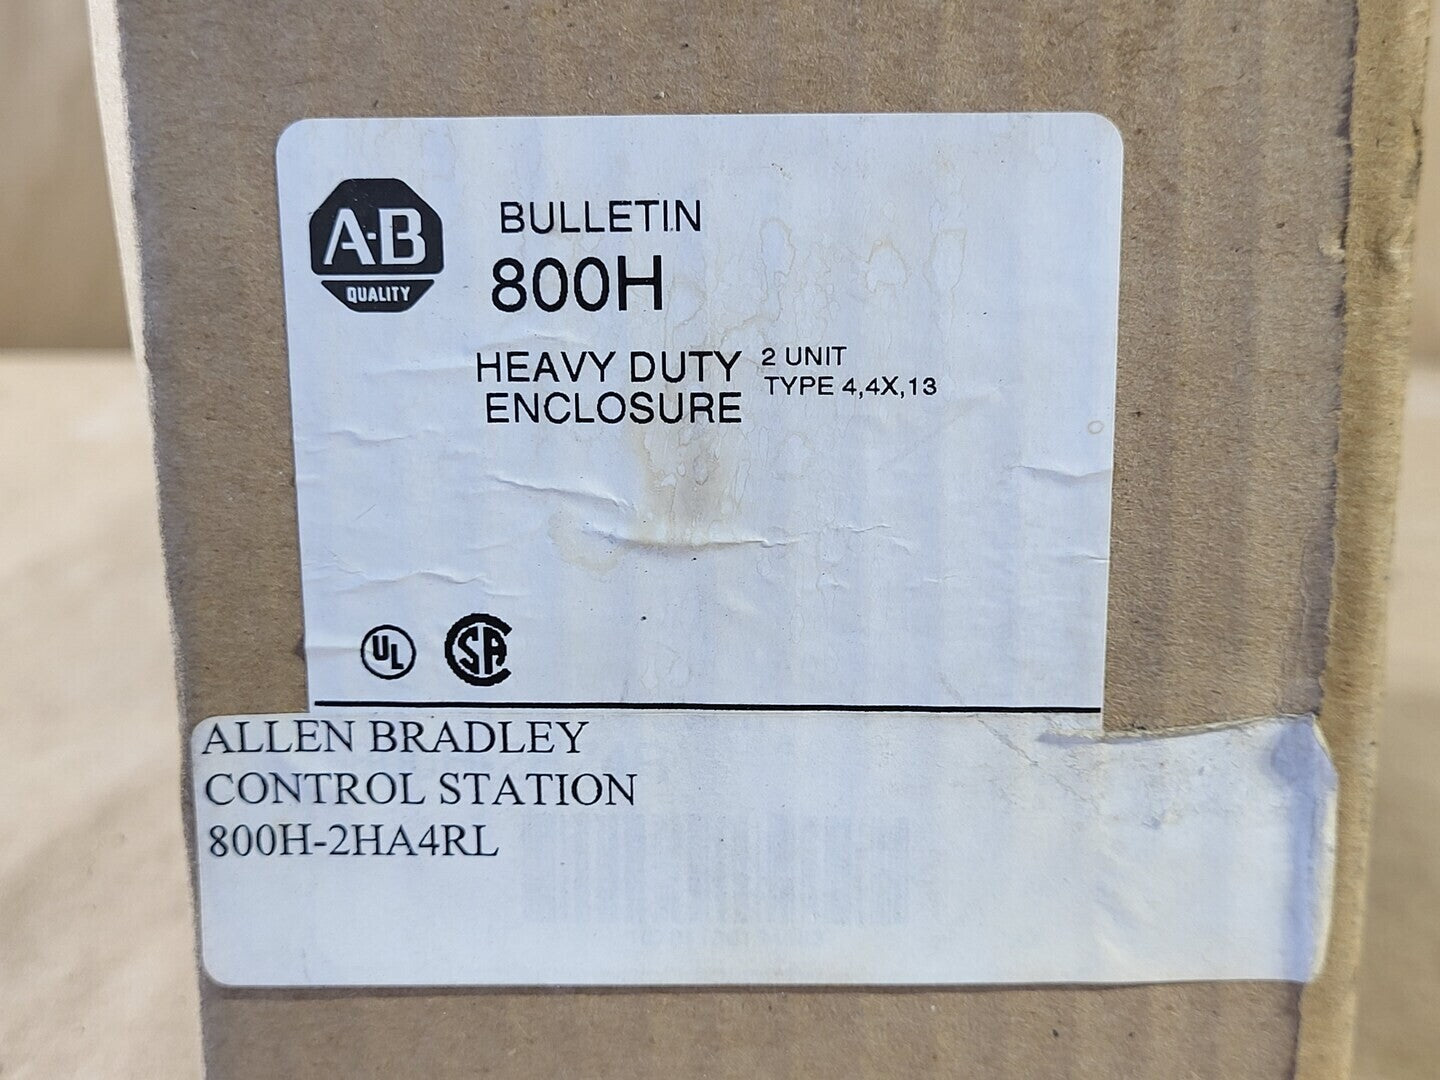 A-B
QUALITY
BULLETIN
800H
HEAVY DUTY
ENCLOSURE
2 UNIT
TYPE 4,4X,13
UL
SA
ALLEN BRADLEY
CONTROL STATION
800H-2HA4RL